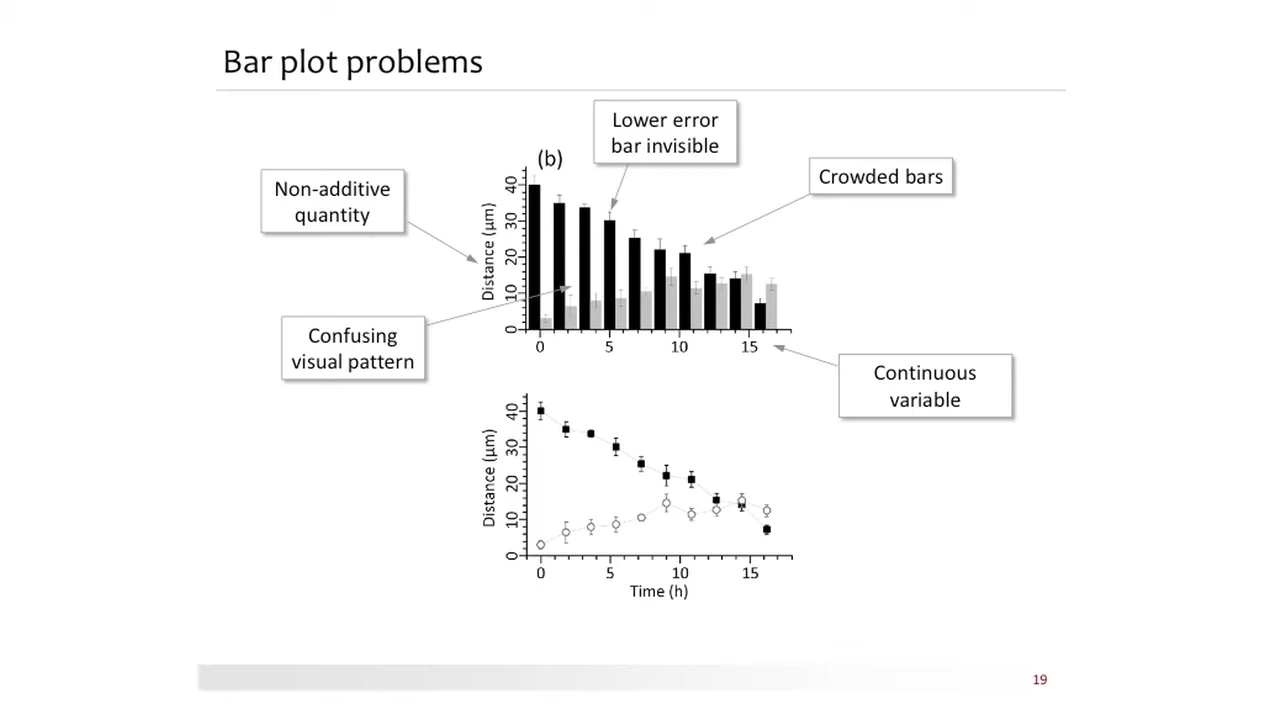 Bar plot problems
Lower error
bar invisible
(b)
Crowded bars
Non-additive
quantity
Distance (µm)
0
10
20
30
40
0
5
10
15
Confusing
visual pattern
Continuous
variable
Distance (µm)
0
10
20
30
40
0
5
10
15
Time (h)
19